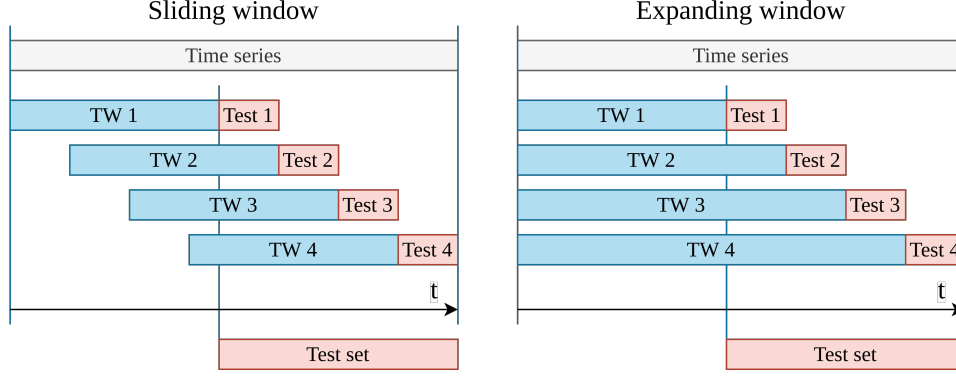 Sliding window
Time series
TW 1 Test 1
TW 2 Test 2
TW 3 Test 3
TW 4 Test 4
t
Test set
Expanding window
Time series
TW 1 Test 1
TW 2 Test 2
TW 3 Test 3
TW 4 Test 4
t
Test set